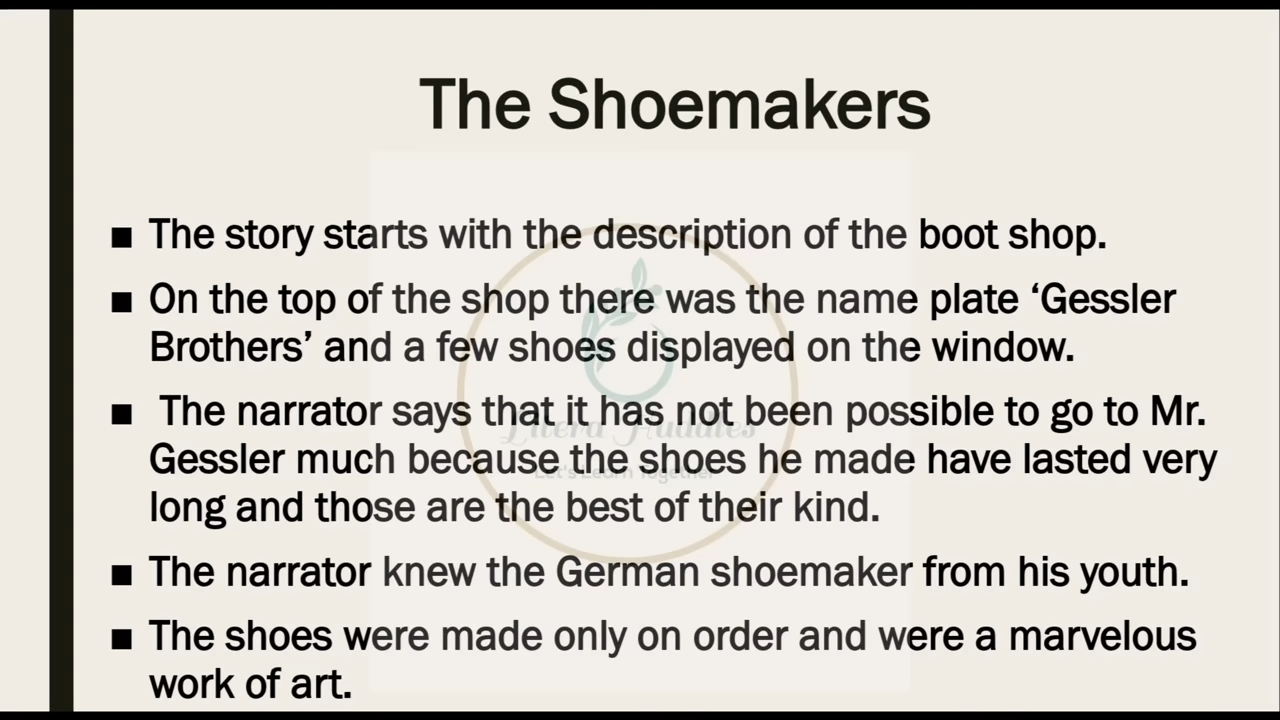 The Shoemakers
■ The story starts with the description of the boot shop.
■ On the top of the shop there was the name plate ‘Gessler
Brothers’ and a few shoes displayed on the window.
■ The narrator says that it has not been possible to go to Mr.
Gessler much because the shoes he made have lasted very
long and those are the best of their kind.
■ The narrator knew the German shoemaker from his youth.
■ The shoes were made only on order and were a marvelous
work of art.
Let's Learn Together